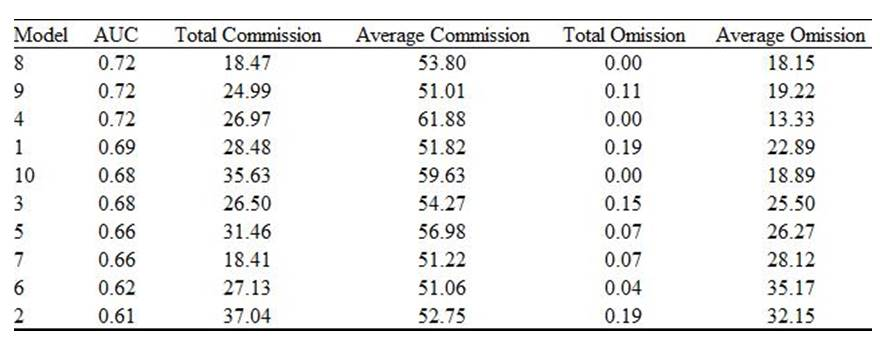 Model AUC Total Commission Average Commission Total Omission Average Omission
8 0.72 18.47 53.80 0.00 18.15
9 0.72 24.99 51.01 0.11 19.22
4 0.72 26.97 61.88 0.00 13.33
1 0.69 28.48 51.82 0.19 22.89
10 0.68 35.63 59.63 0.00 18.89
3 0.68 26.50 54.27 0.15 25.50
5 0.66 31.46 56.98 0.07 26.27
7 0.66 18.41 51.22 0.07 28.12
6 0.62 27.13 51.06 0.04 35.17
2 0.61 37.04 52.75 0.19 32.15